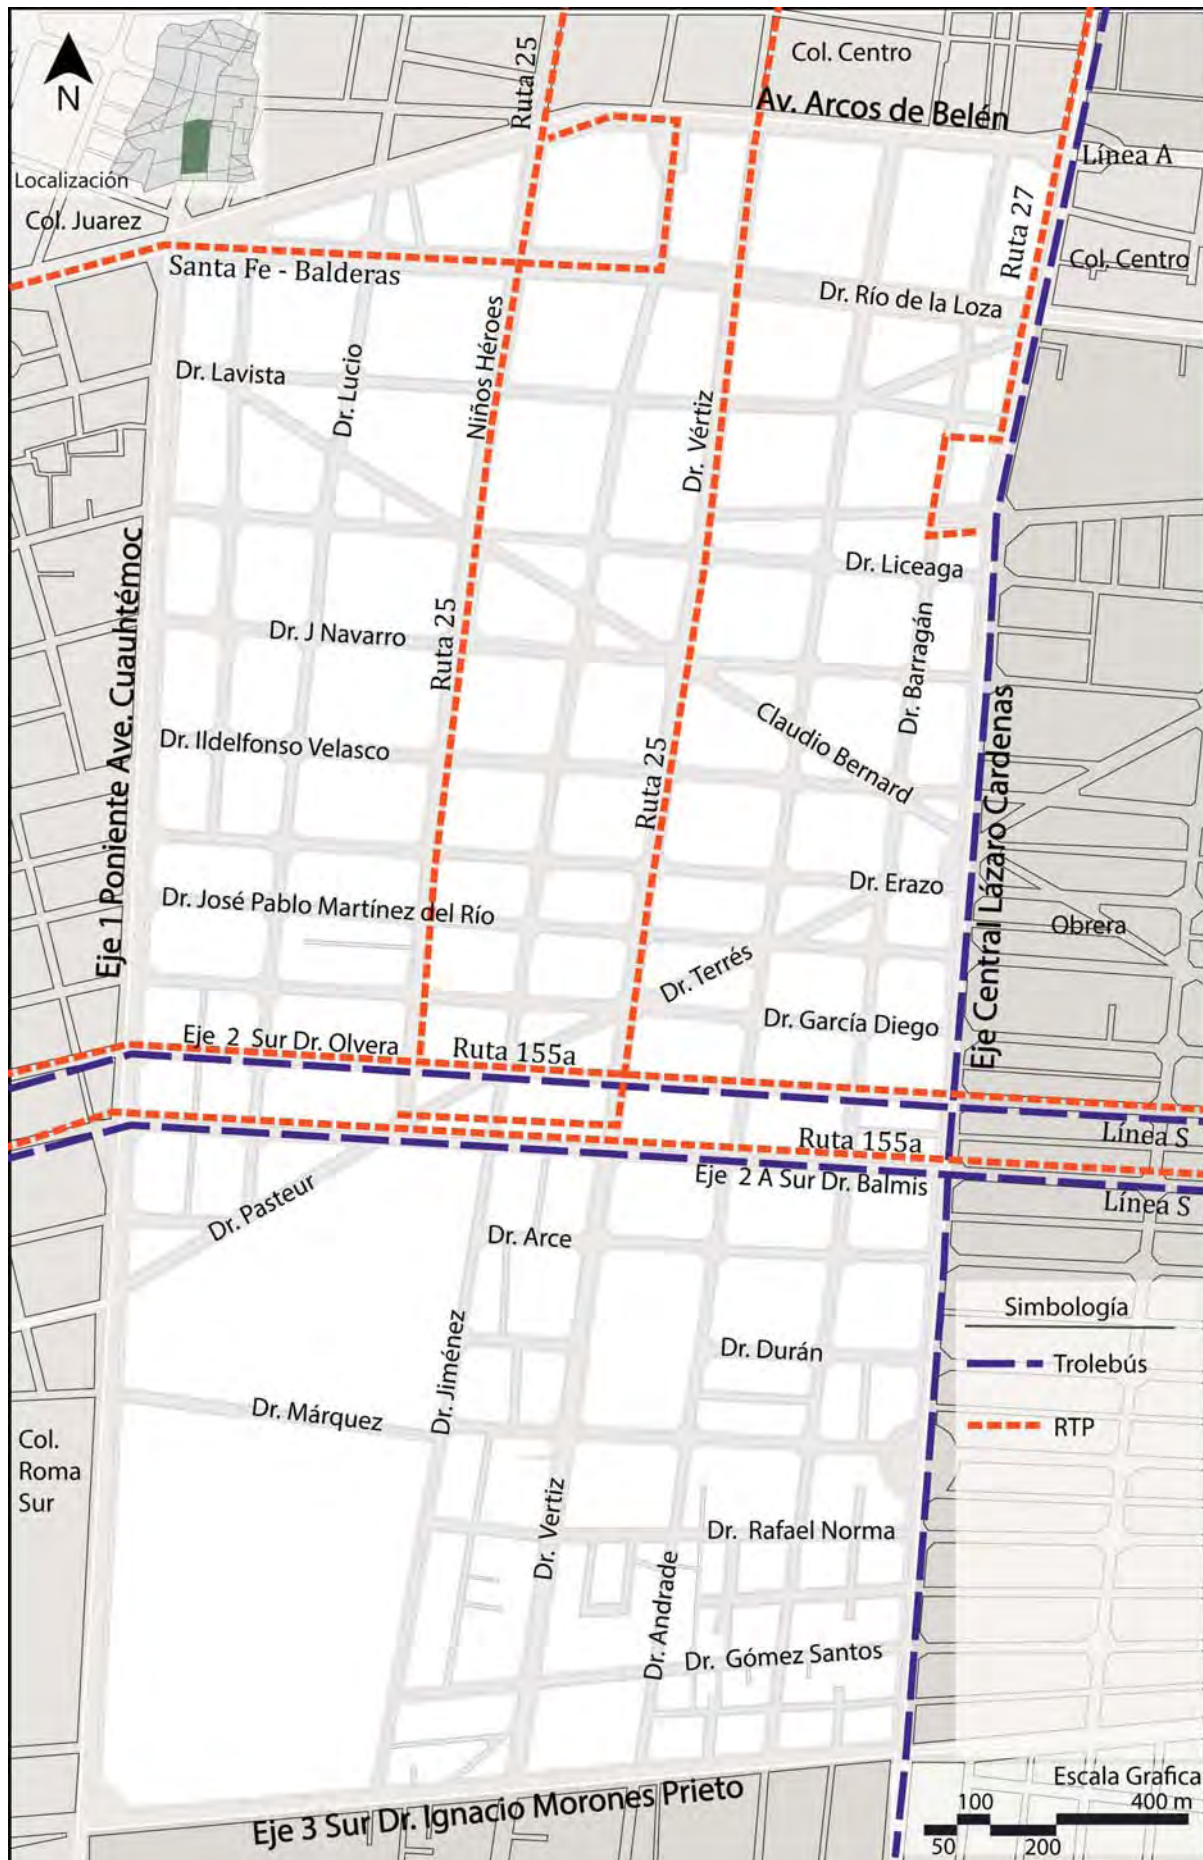 Ruta 25
Col. Centro
Av. Arcos de Belén
N
Línea A
Localización
Col. Juarez
Ruta 27
Col. Centro
Santa Fe - Balderas
Dr. Río de la Loza
Dr. Lavista
Dr. Lucio
Niños Héroes
Dr. Vértiz
Dr. Liceaga
Eje 1 Poniente Ave. Cuauhtémoc
Dr. J Navarro
Ruta 25
Dr. Barragán
Claudio Bernard
Dr. Ildelfonso Velasco
Ruta 25
Eje Central Lázaro Cardenas
Dr. Erazo
Dr. José Pablo Martínez del Río
Obrera
Dr. Terrés
Dr. García Diego
Eje 2 Sur Dr. Olvera
Ruta 155a
Línea S
Ruta 155a
Eje 2 A Sur Dr. Balmis
Línea S
Dr. Pasteur
Dr. Arce
Simbología
Dr. Durán
Trolebús
Dr. Jiménez
Dr. Márquez
RTP
Col.
Roma
Sur
Dr. Vertiz
Dr. Rafael Norma
Dr. Andrade
Dr. Gómez Santos
Escala Grafica
Eje 3 Sur Dr. Ignacio Morones Prieto
100
400 m
50
200